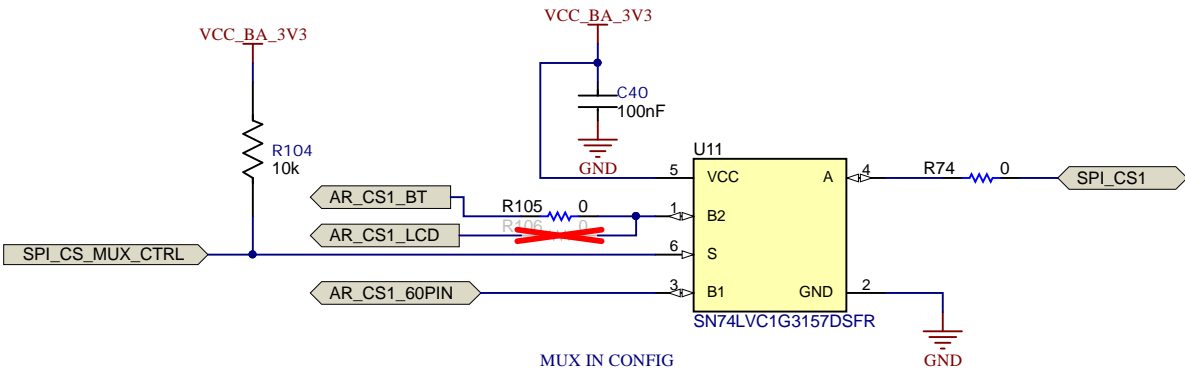 VCC_BA_3V3
VCC_BA_3V3
C40
100nF
GND
R104
10k
U11
5 VCC A 4 R74 0 SPI_CS1
AR_CS1_BT R105 0 1 B2
AR_CS1_LCD R106 0
SPI_CS_MUX_CTRL 6 S
AR_CS1_60PIN 3 B1 GND 2
SN74LVC1G3157DSFR
GND
MUX IN CONFIG